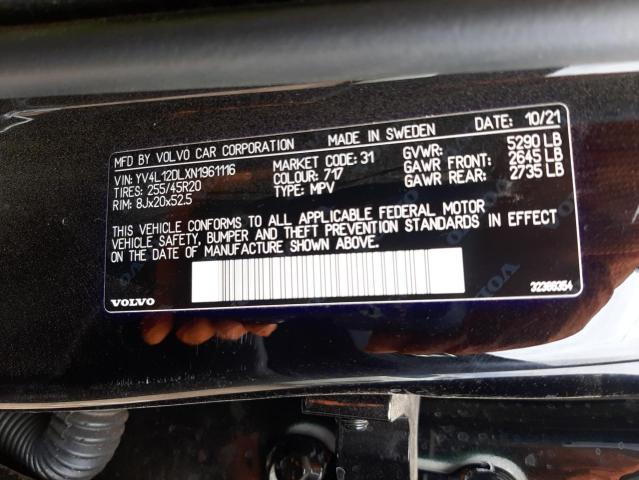 MFD BY VOLVO CAR CORPORATION MADE IN SWEDEN DATE: 10/21
VIN: YV4L12DLXN1961116 MARKET CODE: 31 GVWR: 5290 LB
TIRES: 255/45R20 COLOUR: 717 GAWR FRONT: 2645 LB
RIM: 8Jx20x52.5 TYPE: MPV GAWR REAR: 2735 LB
THIS VEHICLE CONFORMS TO ALL APPLICABLE FEDERAL MOTOR
VEHICLE SAFETY, BUMPER AND THEFT PREVENTION STANDARDS IN EFFECT
ON THE DATE OF MANUFACTURE SHOWN ABOVE.
VOLVO 32366354